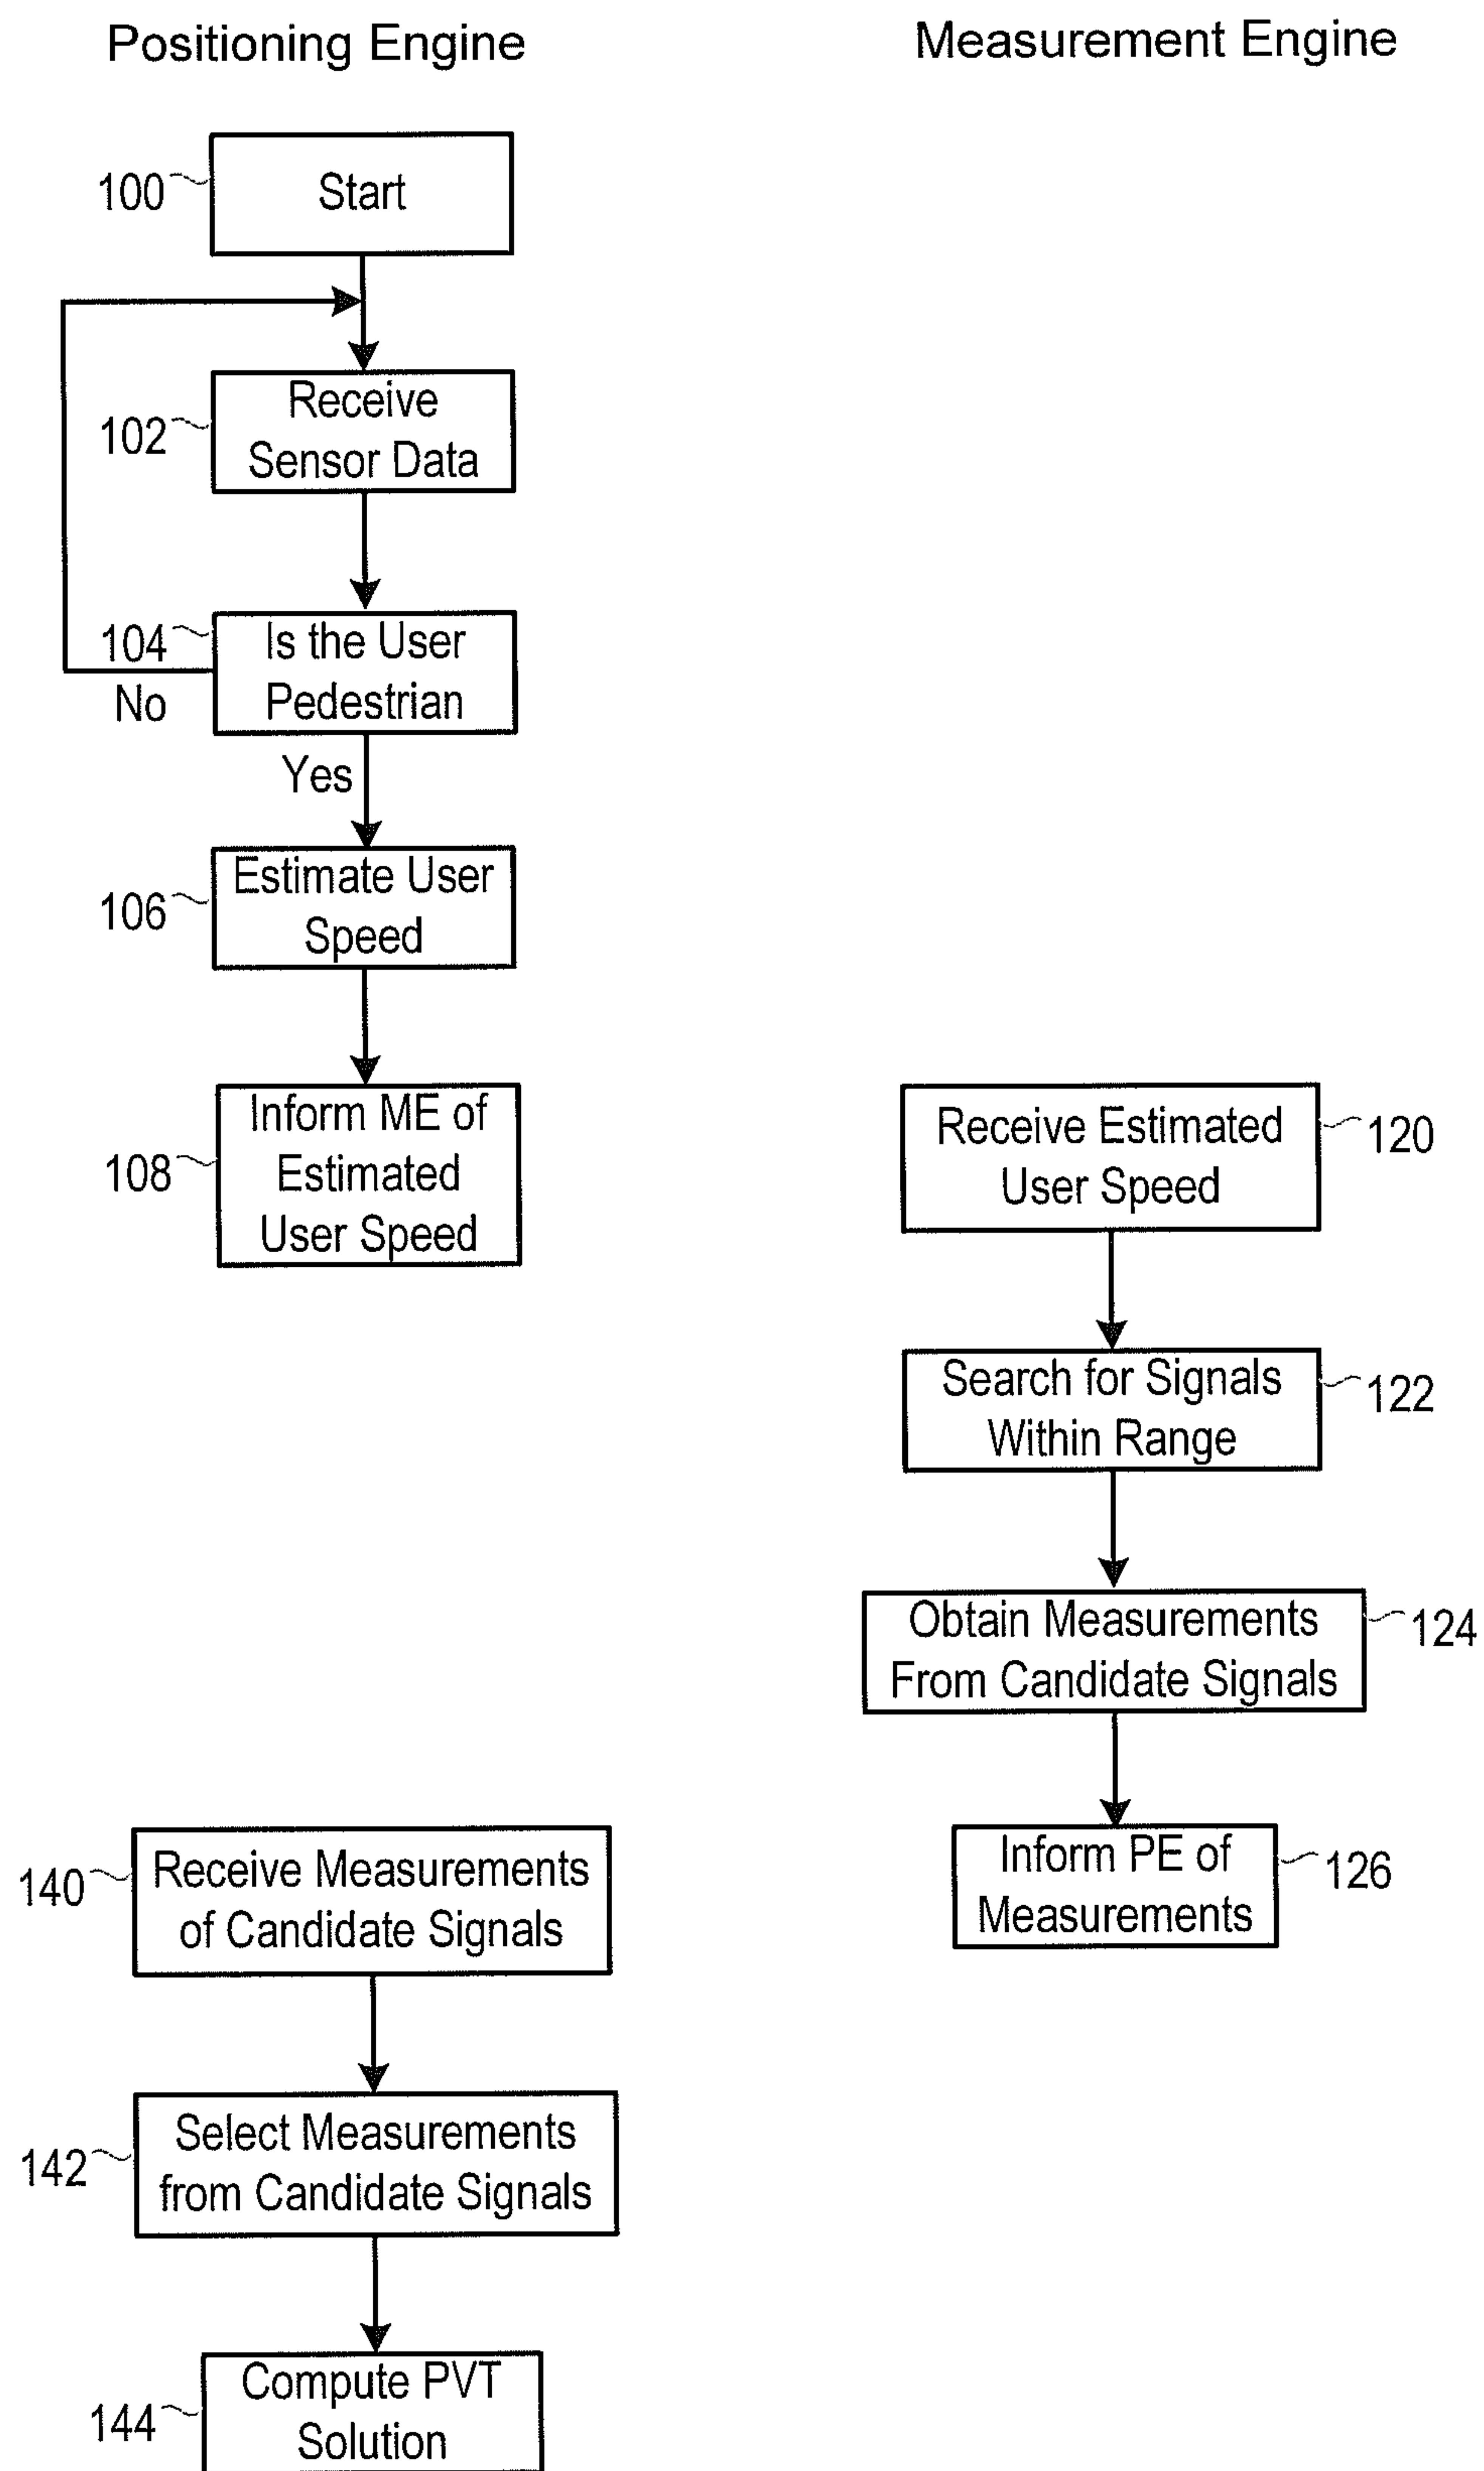 Positioning Engine
Measurement Engine
100
Start
102
Receive
Sensor Data
104
Is the User
Pedestrian
No
Yes
106
Estimate User
Speed
108
Inform ME of
Estimated
User Speed
Receive Estimated
User Speed
120
Search for Signals
Within Range
122
Obtain Measurements
From Candidate Signals
124
Inform PE of
Measurements
126
140
Receive Measurements
of Candidate Signals
142
Select Measurements
from Candidate Signals
144
Compute PVT
Solution